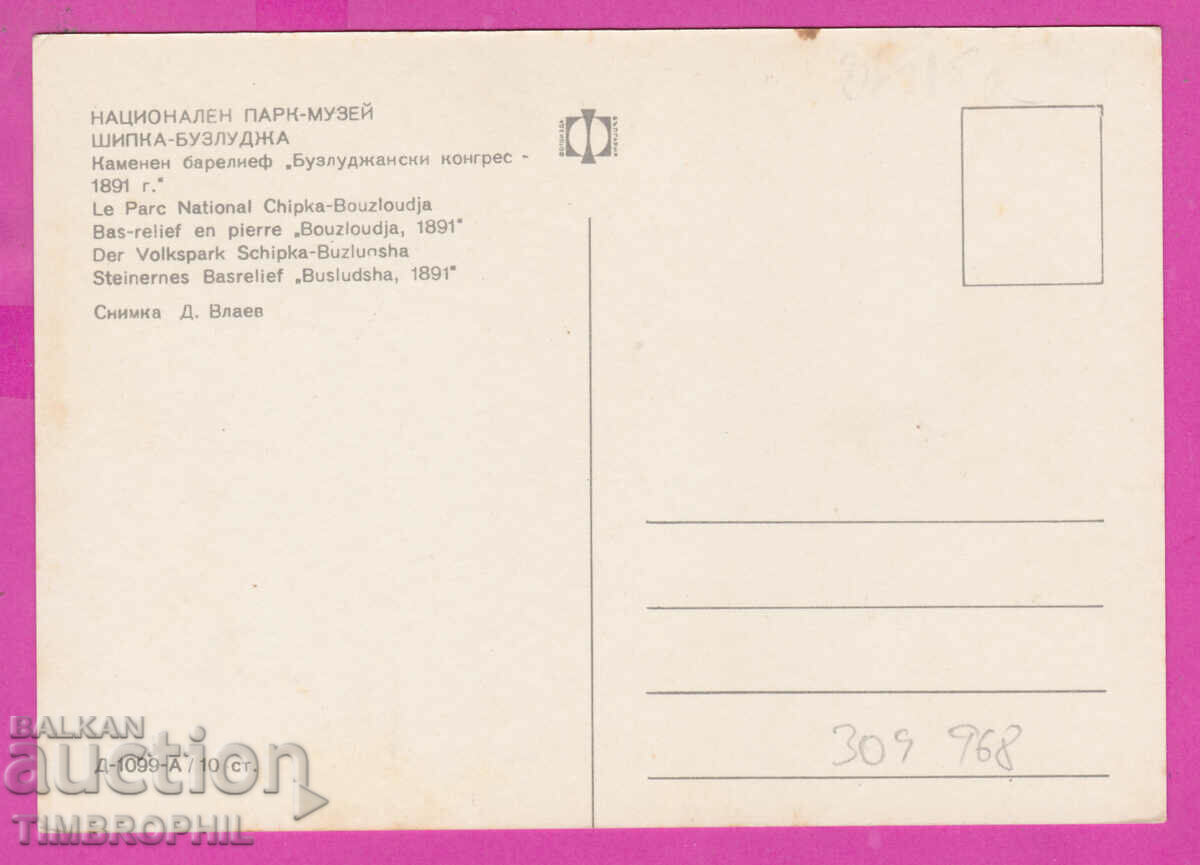 НАЦИОНАЛЕН ПАРК-МУЗЕЙ
ШИПКА-БУЗЛУДЖА
Каменен барелиеф „Бузлуджански конгрес -
1891 г."
Le Parc National Chipka-Bouzloudja
Bas-relief en pierre „Bouzloudja, 1891"
Der Volkspark Schipka-Buzlugsha
Steinernes Basrelief „Busludsha, 1891"
Снимка Д. Влаев
309 968
Д-1099-А / 10 ст.
BALKAN
auction
TIMBROPHIL